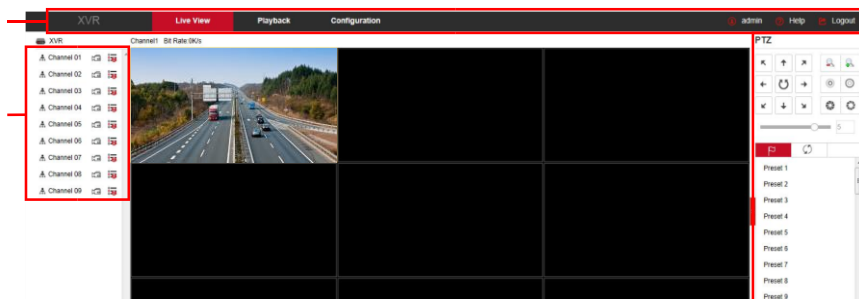 XVR Live View Playback Configuration admin Help Logout
XVR
Channel1 Bit Rate:0K/s
PTZ
Channel 01
Channel 02
Channel 03
Channel 04
Channel 05
Channel 06
Channel 07
Channel 08
Channel 09
5
Preset 1
Preset 2
Preset 3
Preset 4
Preset 5
Preset 6
Preset 7
Preset 8
Preset 9